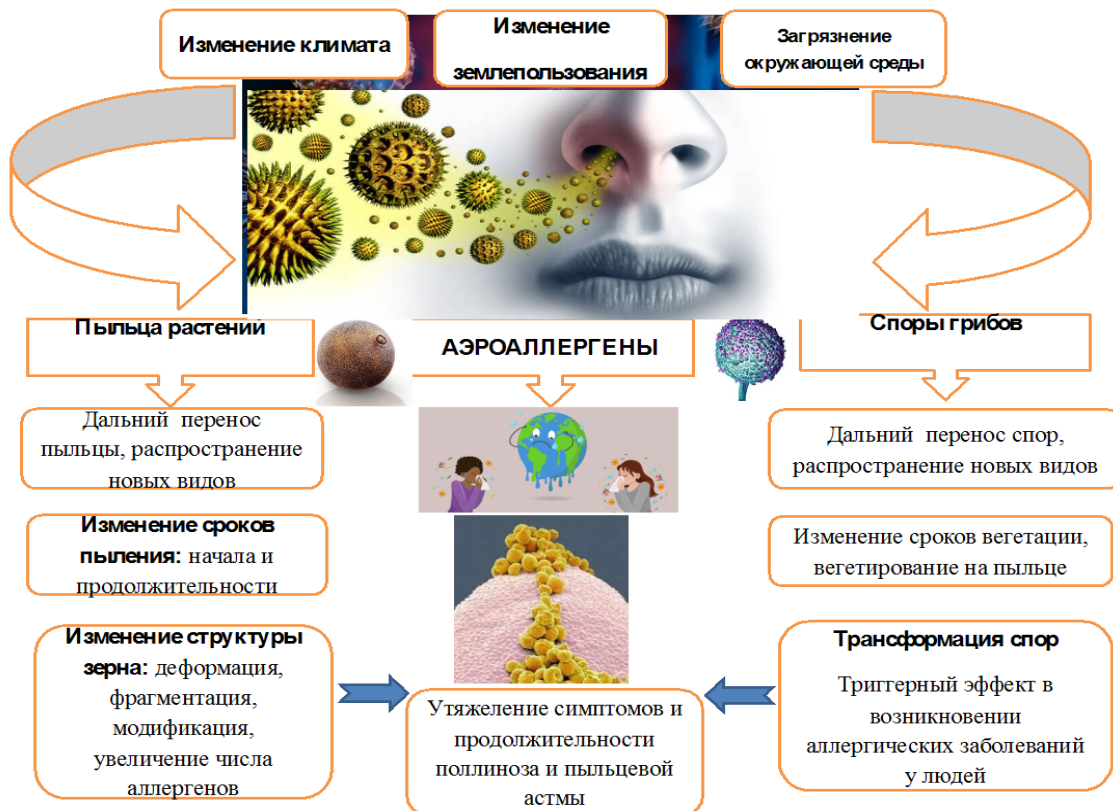 Изменение климата
Изменение
землепользования
Загрязнение
окружающей среды
Пыльца растений
АЭРОАЛЛЕРГЕНЫ
Споры грибов
Дальний перенос
пыльцы, распространение
новых видов
Дальний перенос спор,
распространение новых видов
Изменение сроков
пыления: начала и
продолжительности
Изменение сроков вегетации,
вегетирование на пыльце
Изменение структуры
зерна: деформация,
фрагментация,
модификация,
увеличение числа
аллергенов
Утяжеление симптомов и
продолжительности
поллиноза и пыльцевой
астмы
Трансформация спор
Триггерный эффект в
возникновении
аллергических заболеваний
у людей